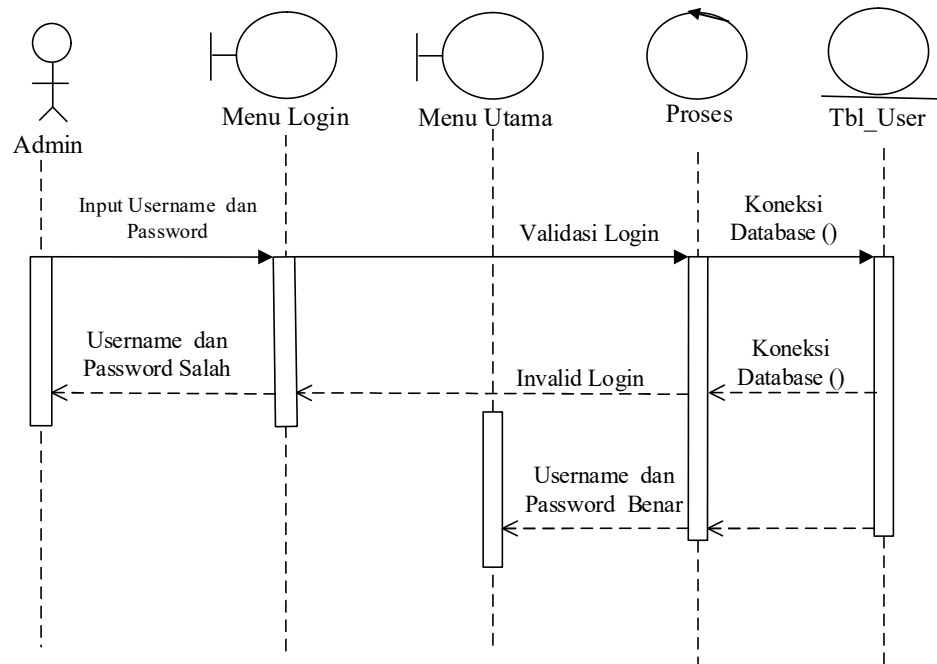 Admin
Menu Login
Menu Utama
Proses
Tbl_User
Input Username dan
Password
Validasi Login
Koneksi
Database ()
Username dan
Password Salah
Invalid Login
Koneksi
Database ()
Username dan
Password Benar